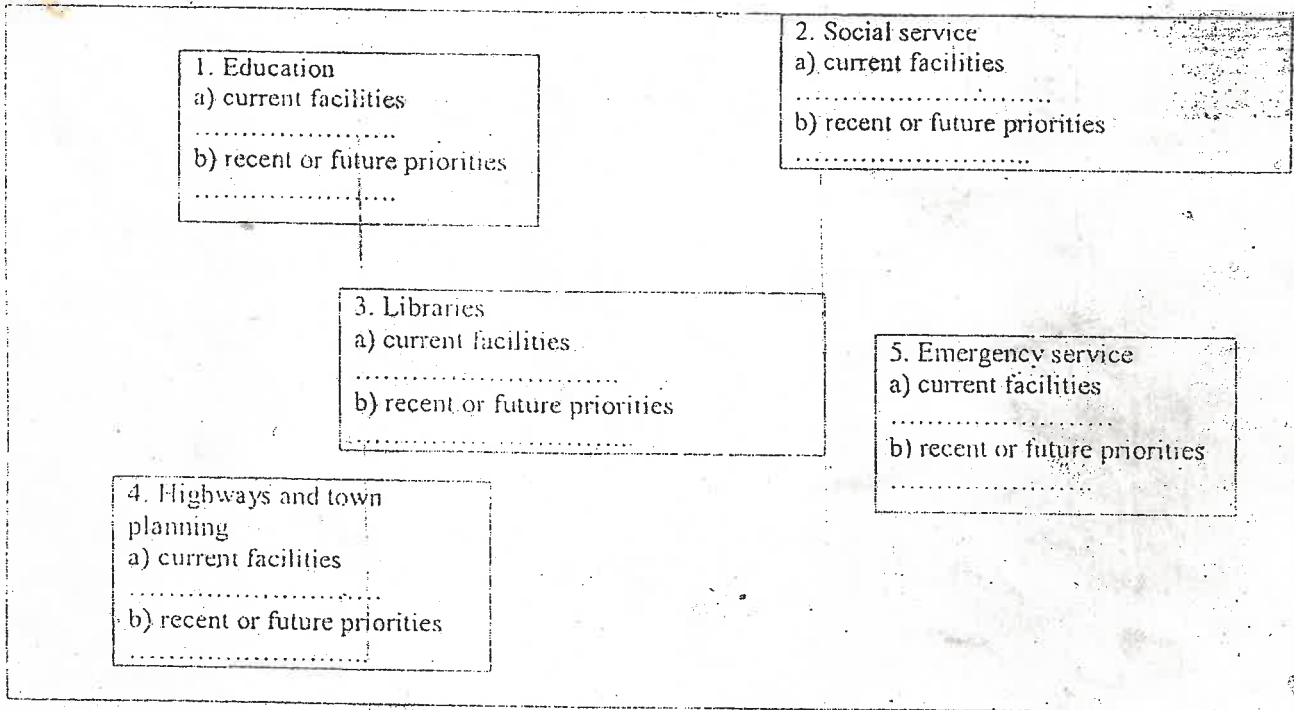 1. Education
a) current facilities
.......................
b) recent or future priorities
.......................
2. Social service
a) current facilities
.............................
b) recent or future priorities
...........................
3. Libraries
a) current facilities
..............................
b) recent or future priorities
................................
4. Highways and town
planning
a) current facilities
.............................
b) recent or future priorities
...........................
5. Emergency service
a) current facilities
.........................
b) recent or future priorities
.......................